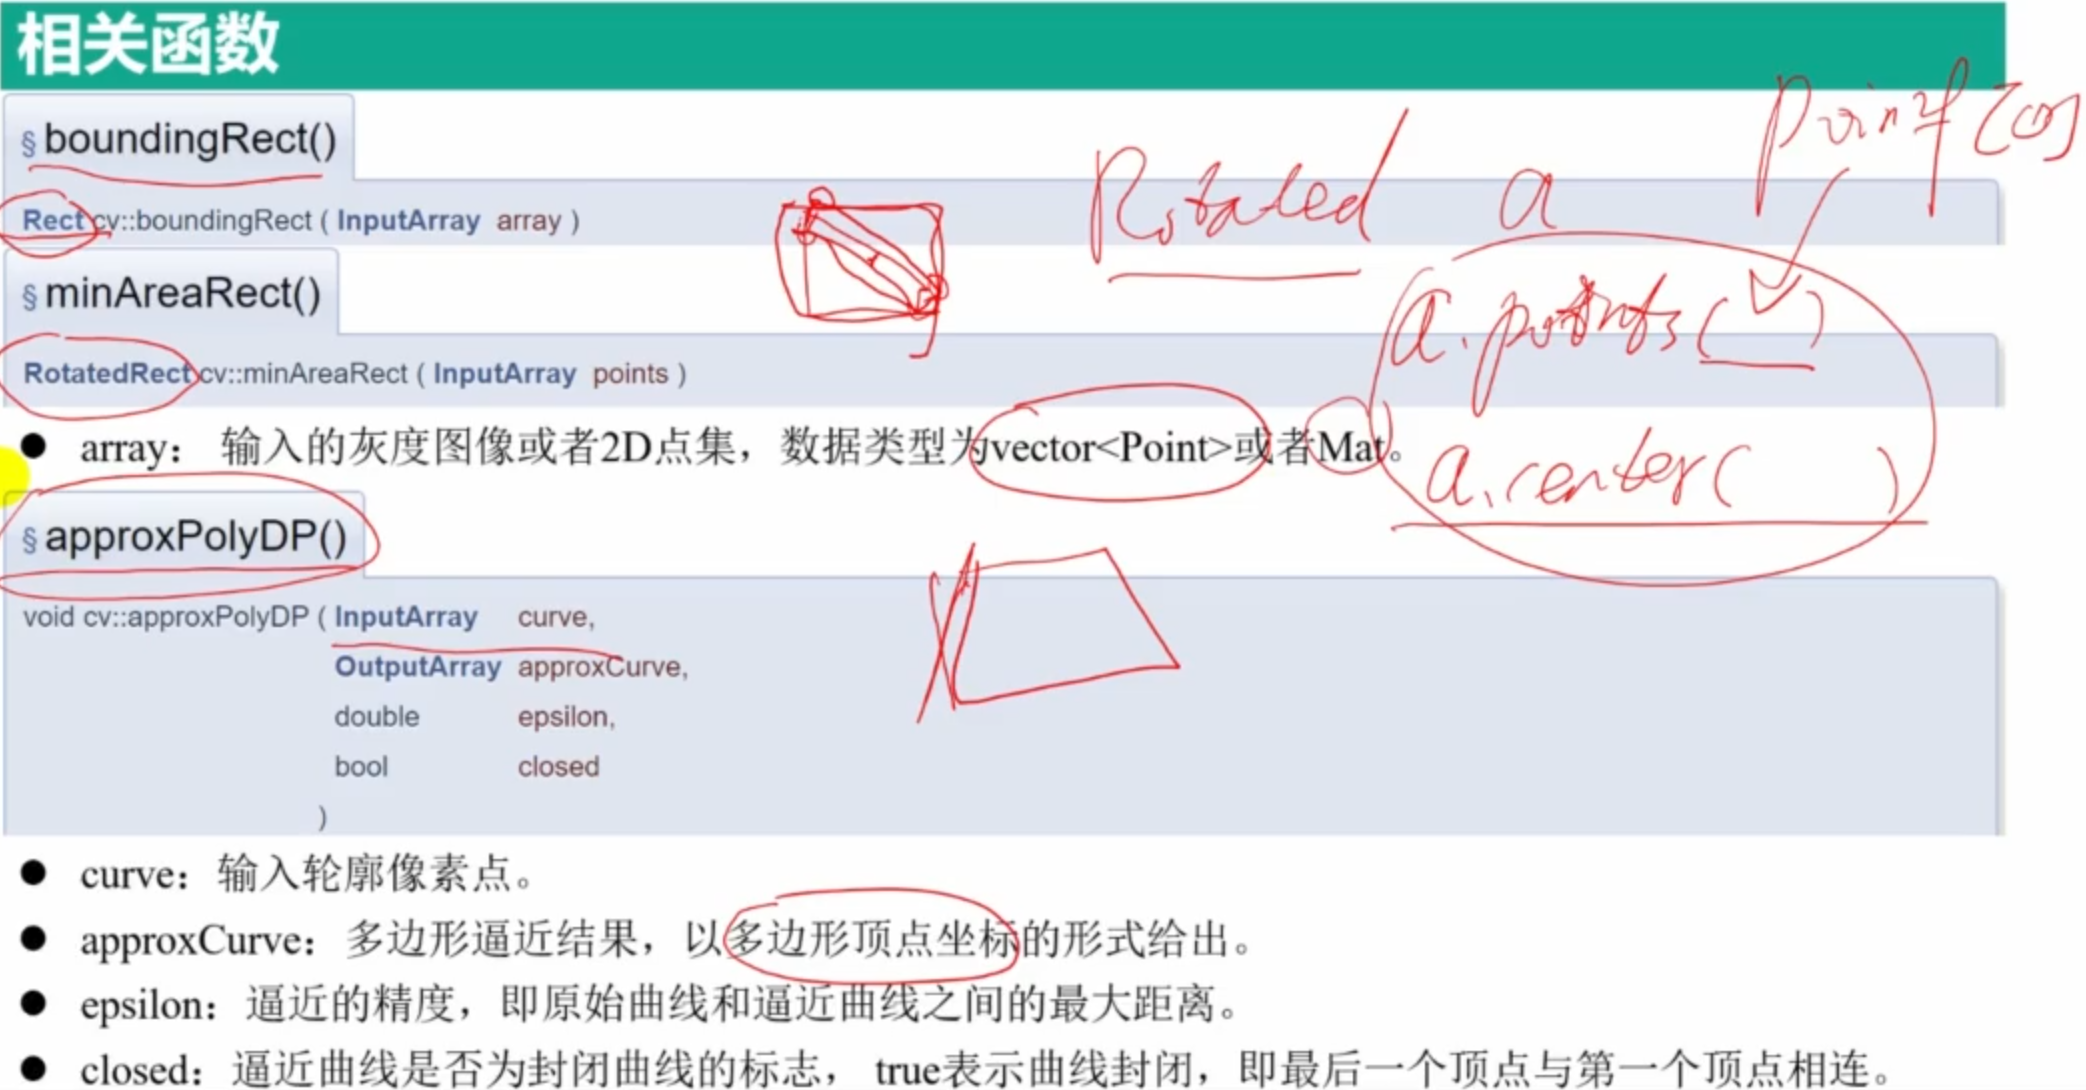 相关函数
§ boundingRect()
Rect cv::boundingRect ( InputArray array )
§ minAreaRect()
RotatedRect cv::minAreaRect ( InputArray points )
● array： 输入的灰度图像或者2D点集，数据类型为vector<Point>或者Mat。
Rotated a
a.points( )
a.center( )
§ approxPolyDP()
void cv::approxPolyDP ( InputArray curve,
OutputArray approxCurve,
double epsilon,
bool closed
)
● curve：输入轮廓像素点。
● approxCurve：多边形逼近结果，以多边形顶点坐标的形式给出。
● epsilon：逼近的精度，即原始曲线和逼近曲线之间的最大距离。
● closed：逼近曲线是否为封闭曲线的标志， true表示曲线封闭，即最后一个顶点与第一个顶点相连。